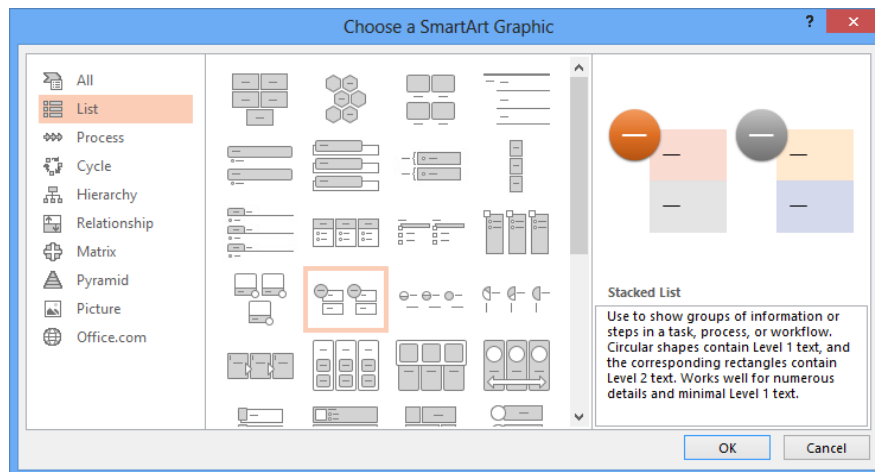 Choose a SmartArt Graphic
?
All
List
Process
Cycle
Hierarchy
Relationship
Matrix
Pyramid
Picture
Office.com
Stacked List
Use to show groups of information or
steps in a task, process, or workflow.
Circular shapes contain Level 1 text, and
the corresponding rectangles contain
Level 2 text. Works well for numerous
details and minimal Level 1 text.
OK Cancel